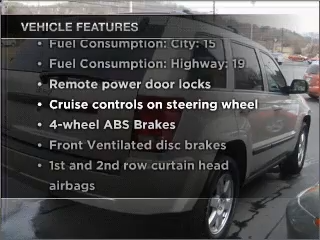 VEHICLE FEATURES
• Fuel Consumption: City: 15
• Fuel Consumption: Highway: 19
• Remote power door locks
• Cruise controls on steering wheel
• 4-wheel ABS Brakes
• Front Ventilated disc brakes
• 1st and 2nd row curtain head
airbags